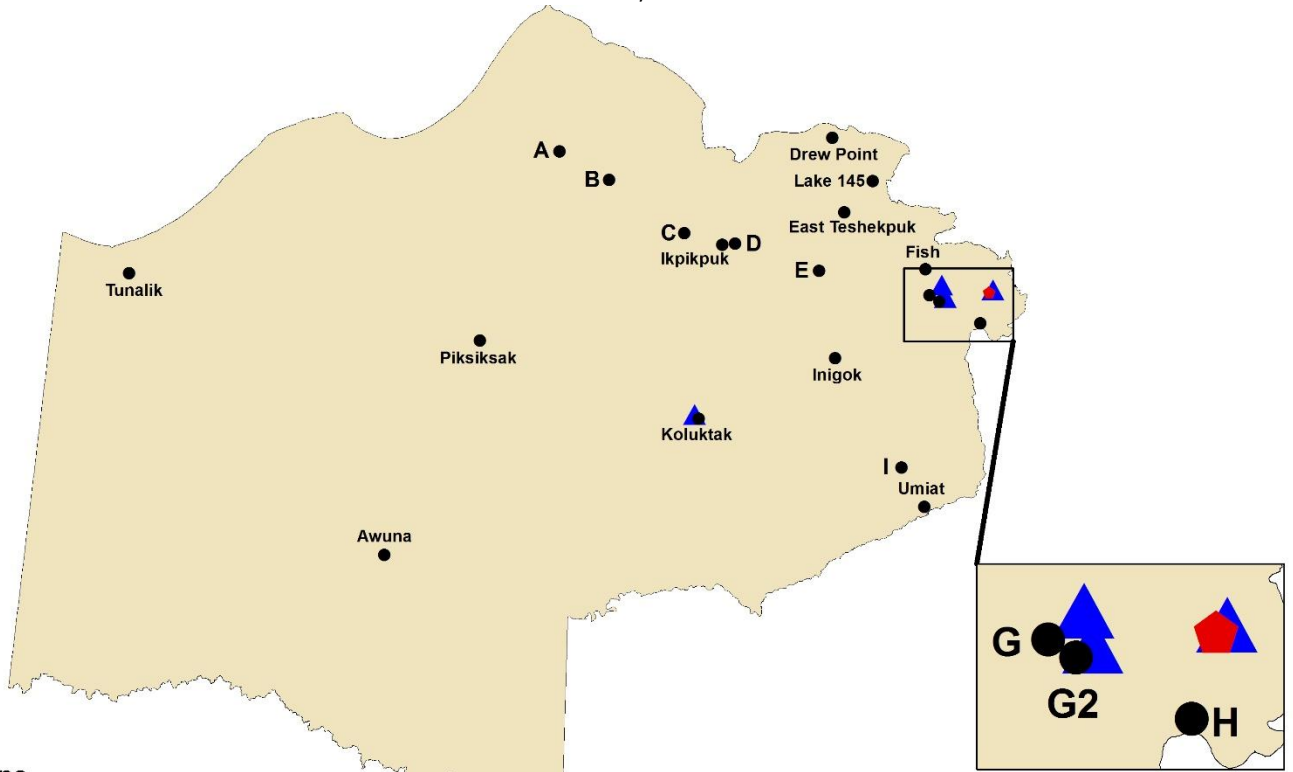 A
Drew Point
B
Lake 145
East Teshekpuk
C
D
Ikpikpuk
E
Fish
Tunalik
Piksiksak
Inigok
Koluktak
I
Umiat
Awuna
G
G2
H